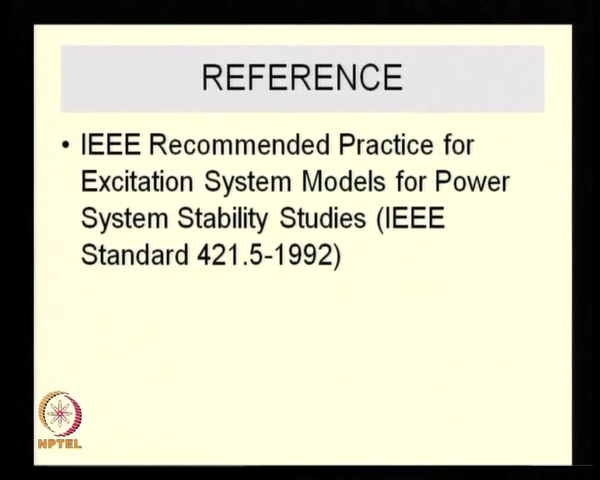 REFERENCE
• IEEE Recommended Practice for
Excitation System Models for Power
System Stability Studies (IEEE
Standard 421.5-1992)
NPTEL